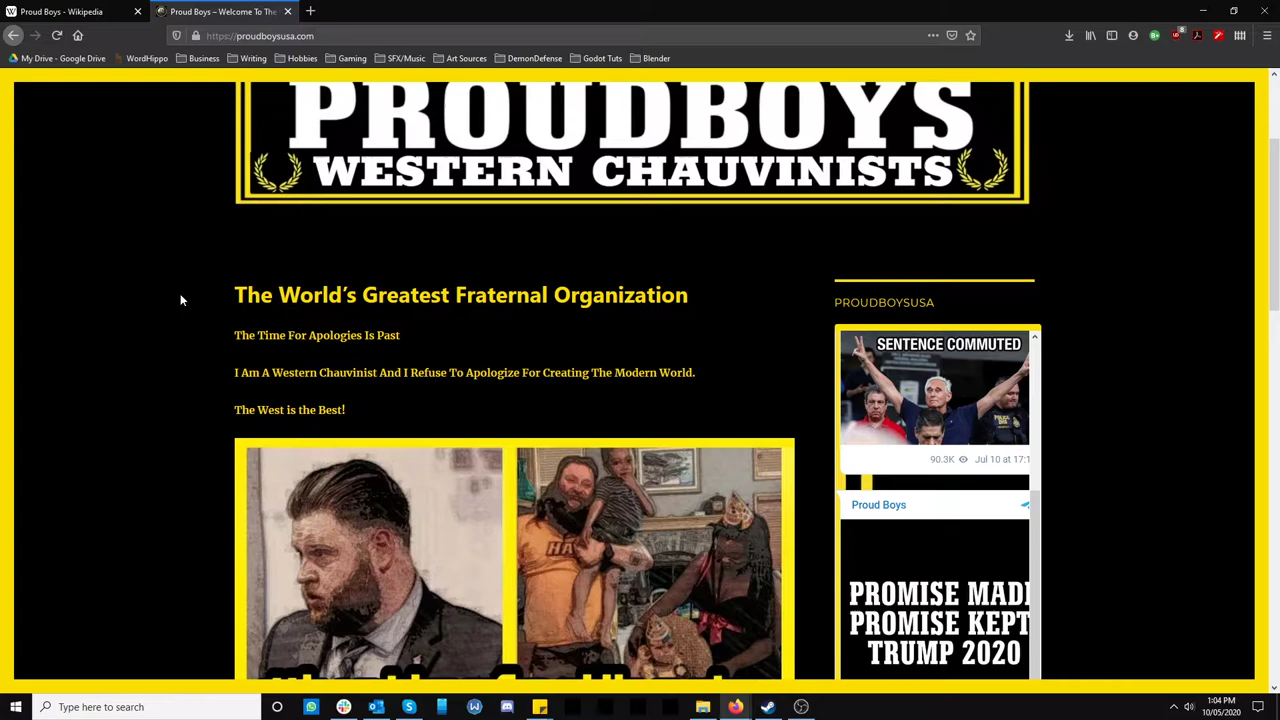 Proud Boys - Wikipedia
Proud Boys – Welcome To The
https://proudboysusa.com
8
My Drive - Google Drive
WordHippo
Business
Writing
Hobbies
Gaming
SFX/Music
Art Sources
DemonDefense
Godot Tuts
Blender
PROUDBOYS
WESTERN CHAUVINISTS
The World's Greatest Fraternal Organization
The Time For Apologies Is Past
I Am A Western Chauvinist And I Refuse To Apologize For Creating The Modern World.
The West is the Best!
HA
PROUDBOYSUSA
SENTENCE COMMUTED
90.3K Jul 10 at 17:1
Proud Boys
PROMISE MADE
PROMISE KEPT
TRUMP 2020
Type here to search
1:04 PM
10/05/2020